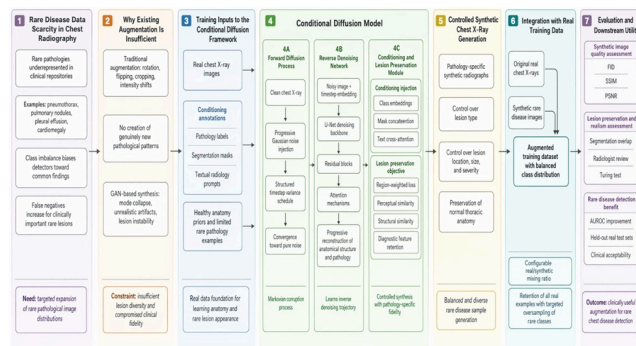 1 Rare Disease Data
Scarcity in Chest
Radiography
Rare pathologies
underrepresented in
clinical repositories
Examples: pneumothorax,
pulmonary nodules,
pleural effusion,
cardiomegaly
Class imbalance biases
detectors toward
common findings
False negatives
increase for clinically
important rare lesions
Need: targeted expansion
of rare pathological image
distributions
2 Why Existing
Augmentation Is
Insufficient
Traditional
augmentation: rotation,
flipping, cropping,
intensity shifts
No creation of
genuinely new
pathological patterns
GAN-based synthesis:
mode collapse,
unrealistic artifacts,
lesion instability
Constraint: insufficient
lesion diversity and
compromised clinical
fidelity
3 Training Inputs to the
Conditional Diffusion
Framework
Real chest X-ray
images
Conditioning
annotations
Pathology labels
Segmentation masks
Textual radiology
prompts
Healthy anatomy
priors and limited
rare pathology
examples
Real data foundation for
learning anatomy and
rare lesion appearance
4 Conditional Diffusion Model
4A
Forward Diffusion
Process
Clean chest X-ray
Progressive
Gaussian noise
injection
Structured
timestep variance
schedule
Convergence
toward pure noise
Markovian corruption
process
4B
Reverse Denoising
Network
Noisy image +
timestep embedding
U-Net denoising
backbone
Residual blocks
Attention
mechanisms
Progressive
reconstruction of
anatomical structure
and pathology
Learns inverse
denoising trajectory
4C
Conditioning and
Lesion Preservation
Module
Conditioning injection
Class embeddings
Mask concatenation
Text cross-attention
Lesion preservation
objective
Region-weighted loss
Perceptual similarity
Structural similarity
Diagnostic feature
retention
Controlled synthesis
with pathology-specific
fidelity
5 Controlled Synthetic
Chest X-Ray
Generation
Pathology-specific
synthetic radiographs
Control over
lesion type
Control over lesion
location, size,
and severity
Preservation of
normal thoracic
anatomy
Balanced and diverse
rare disease sample
generation
6 Integration with Real
Training Data
Original real
chest X-rays
Synthetic rare
disease images
Augmented
training dataset
with balanced
class distribution
Configurable
real/synthetic
mixing ratio
Retention of all real
examples with targeted
oversampling
of rare classes
7 Evaluation and
Downstream Utility
Synthetic image
quality assessment
FID
SSIM
PSNR
Lesion preservation and
realism assessment
Segmentation overlap
Radiologist review
Turing test
Rare disease detection
benefit
AUROC improvement
Held-out real test sets
Clinical acceptability
Outcome: clinically useful
augmentation for rare
chest disease detection